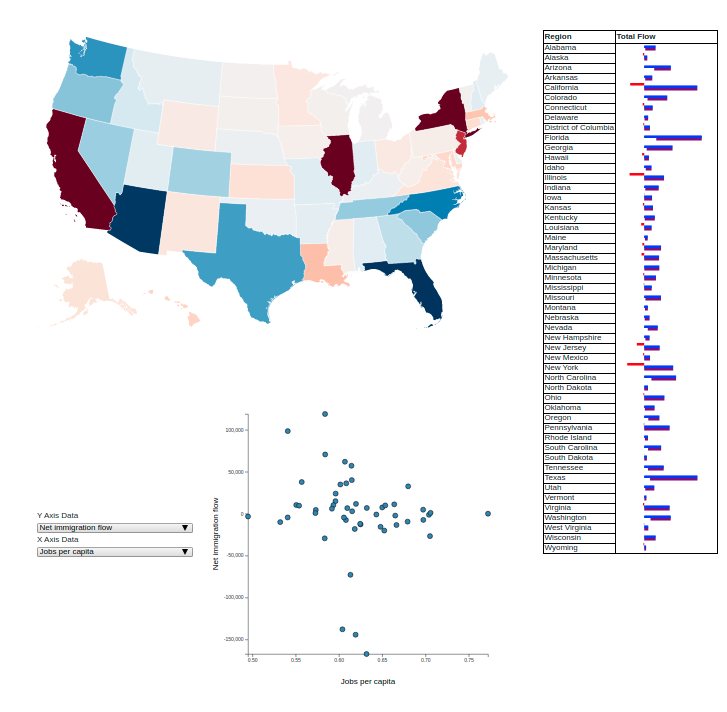 Region Total Flow
Alabama
Alaska
Arizona
Arkansas
California
Colorado
Connecticut
Delaware
District of Columbia
Florida
Georgia
Hawaii
Idaho
Illinois
Indiana
Iowa
Kansas
Kentucky
Louisiana
Maine
Maryland
Massachusetts
Michigan
Minnesota
Mississippi
Missouri
Montana
Nebraska
Nevada
New Hampshire
New Jersey
New Mexico
New York
North Carolina
North Dakota
Ohio
Oklahoma
Oregon
Pennsylvania
Rhode Island
South Carolina
South Dakota
Tennessee
Texas
Utah
Vermont
Virginia
Washington
West Virginia
Wisconsin
Wyoming
Y Axis Data
Net immigration flow
X Axis Data
Jobs per capita
Net immigration flow
100,000
50,000
0
-50,000
-100,000
-150,000
0.50 0.55 0.60 0.65 0.70 0.75
Jobs per capita